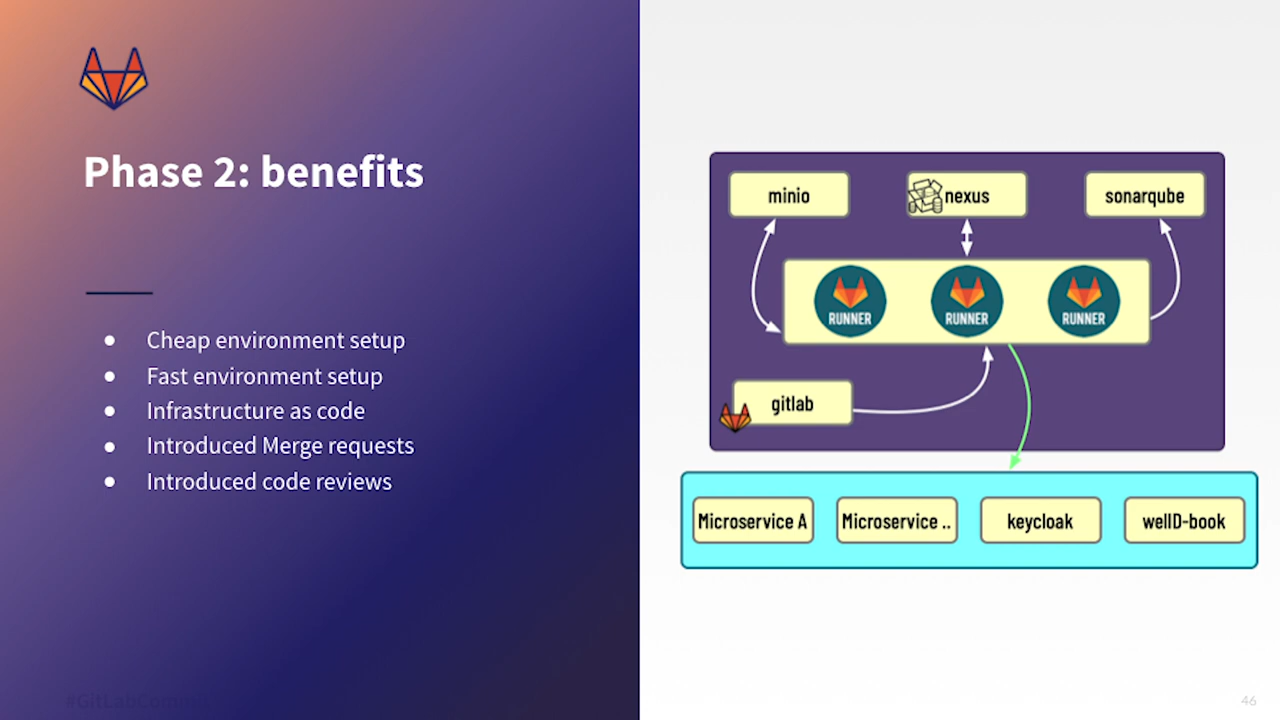 Phase 2: benefits
● Cheap environment setup
● Fast environment setup
● Infrastructure as code
● Introduced Merge requests
● Introduced code reviews
#GitLabCommit
minio
nexus
sonarqube
RUNNER
RUNNER
RUNNER
gitlab
Microservice A
Microservice ..
keycloak
wellD-book
46